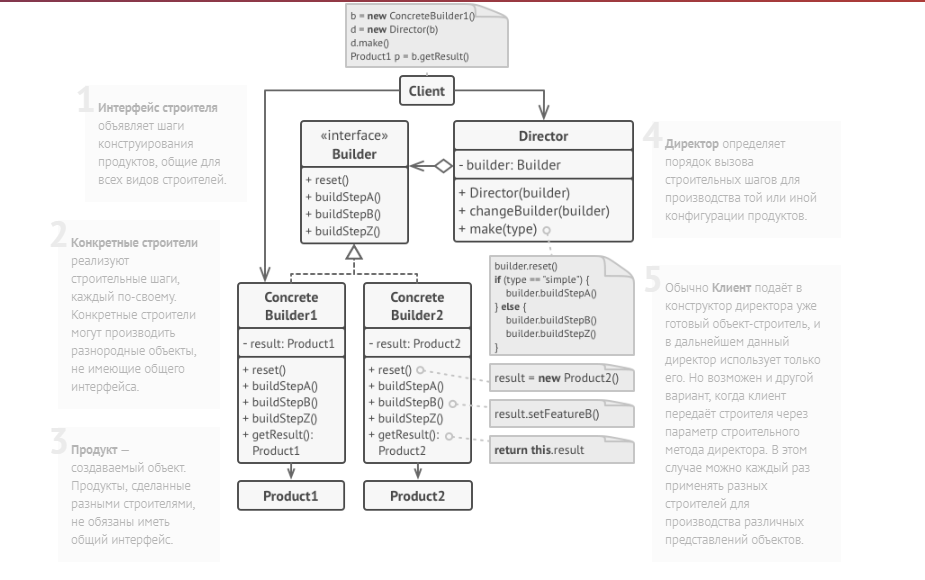 b = new ConcreteBuilder1()
d = new Director(b)
d.make()
Product1 p = b.getResult()
Client
1
Интерфейс строителя
объявляет шаги
конструирования
продуктов, общие для
всех видов строителей.
«interface»
Builder
+ reset()
+ buildStepA()
+ buildStepB()
+ buildStepZ()
Director
- builder: Builder
+ Director(builder)
+ changeBuilder(builder)
+ make(type)
4
Директор определяет
порядок вызова
строительных шагов для
производства той или иной
конфигурации продуктов.
2
Конкретные строители
реализуют
строительные шаги,
каждый по-своему.
Конкретные строители
могут производить
разнородные объекты,
не имеющие общего
интерфейса.
Concrete
Builder1
- result: Product1
+ reset()
+ buildStepA()
+ buildStepB()
+ buildStepZ()
+ getResult():
Product1
Concrete
Builder2
- result: Product2
+ reset()
+ buildStepA()
+ buildStepB()
+ buildStepZ()
+ getResult():
Product2
builder.reset()
if (type == "simple") {
builder.buildStepA()
} else {
builder.buildStepB()
builder.buildStepZ()
}
result = new Product2()
result.setFeatureB()
return this.result
5
Обычно Клиент подаёт в
конструктор директора уже
готовый объект-строитель, и
в дальнейшем данный
директор использует только
его. Но возможен и другой
вариант, когда клиент
передаёт строителя через
параметр строительного
метода директора. В этом
случае можно каждый раз
применять разных
строителей для
производства различных
представлений объектов.
3
Продукт —
создаваемый объект.
Продукты, сделанные
разными строителями,
не обязаны иметь
общий интерфейс.
Product1
Product2